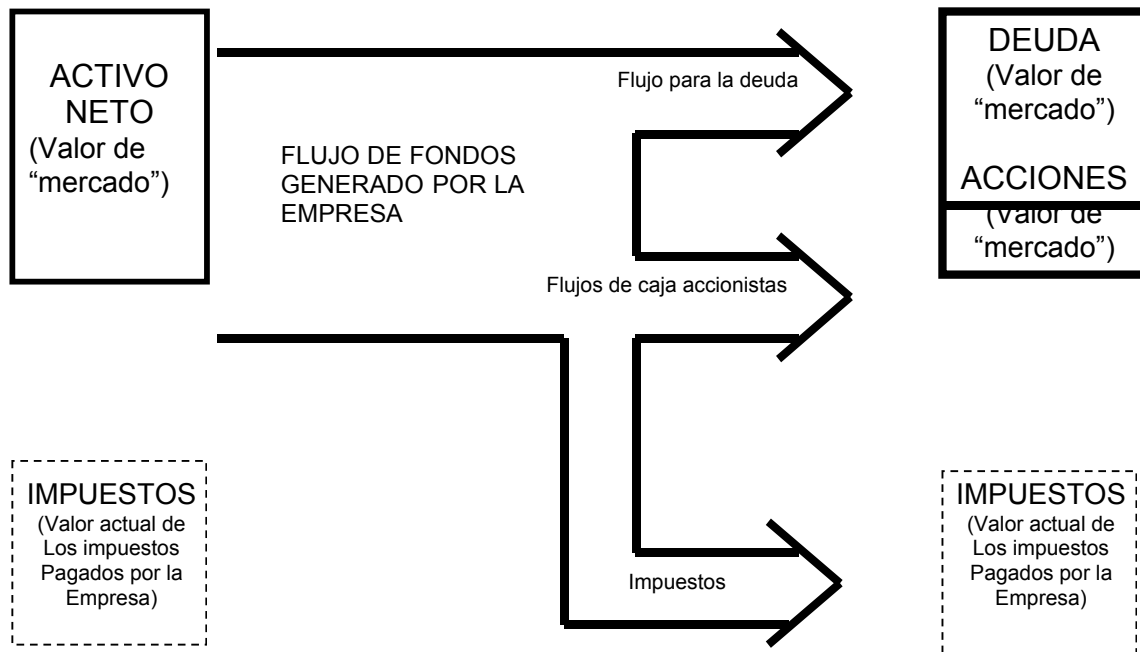 ACTIVO
NETO
(Valor de
“mercado”)
FLUJO DE FONDOS
GENERADO POR LA
EMPRESA
Flujo para la deuda
Flujos de caja accionistas
Impuestos
DEUDA
(Valor de
“mercado”)
ACCIONES
(Valor de
“mercado”)
IMPUESTOS
(Valor actual de
Los impuestos
Pagados por la
Empresa)
IMPUESTOS
(Valor actual de
Los impuestos
Pagados por la
Empresa)